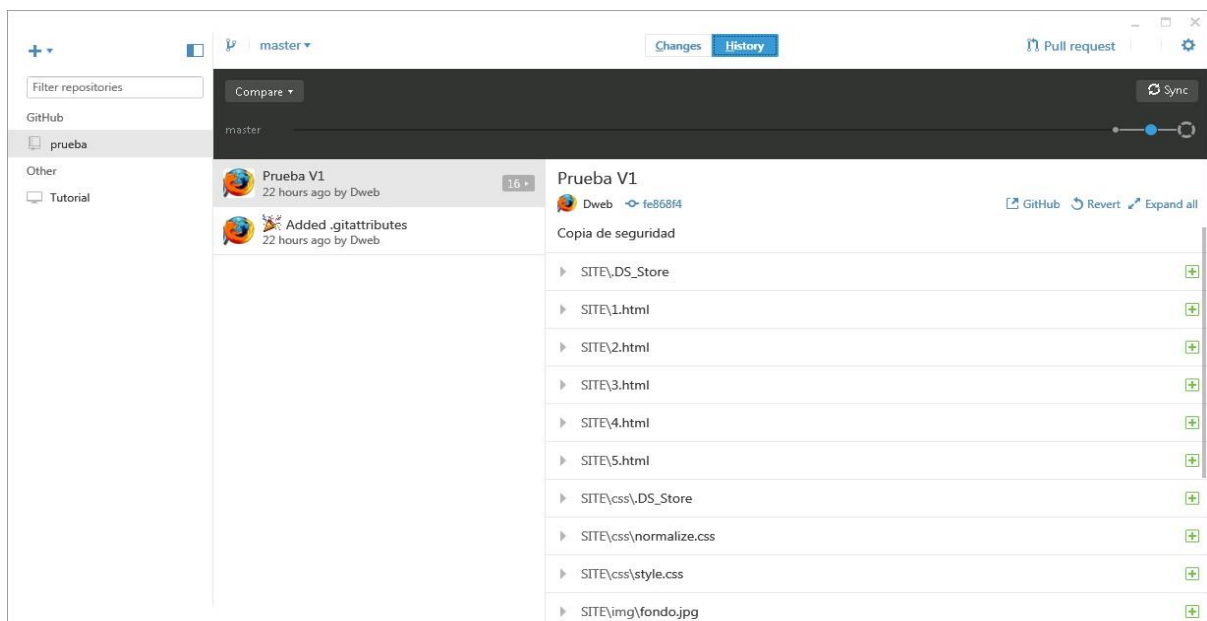 master
Changes
History
Pull request
Filter repositories
GitHub
prueba
Other
Tutorial
Compare
Sync
master
Prueba V1
22 hours ago by Dweb
16
Added .gitattributes
22 hours ago by Dweb
Prueba V1
Dweb fe868f4
GitHub Revert Expand all
Copia de seguridad
SITE\.DS_Store
SITE\1.html
SITE\2.html
SITE\3.html
SITE\4.html
SITE\5.html
SITE\css\.DS_Store
SITE\css\normalize.css
SITE\css\style.css
SITE\img\fondo.jpg